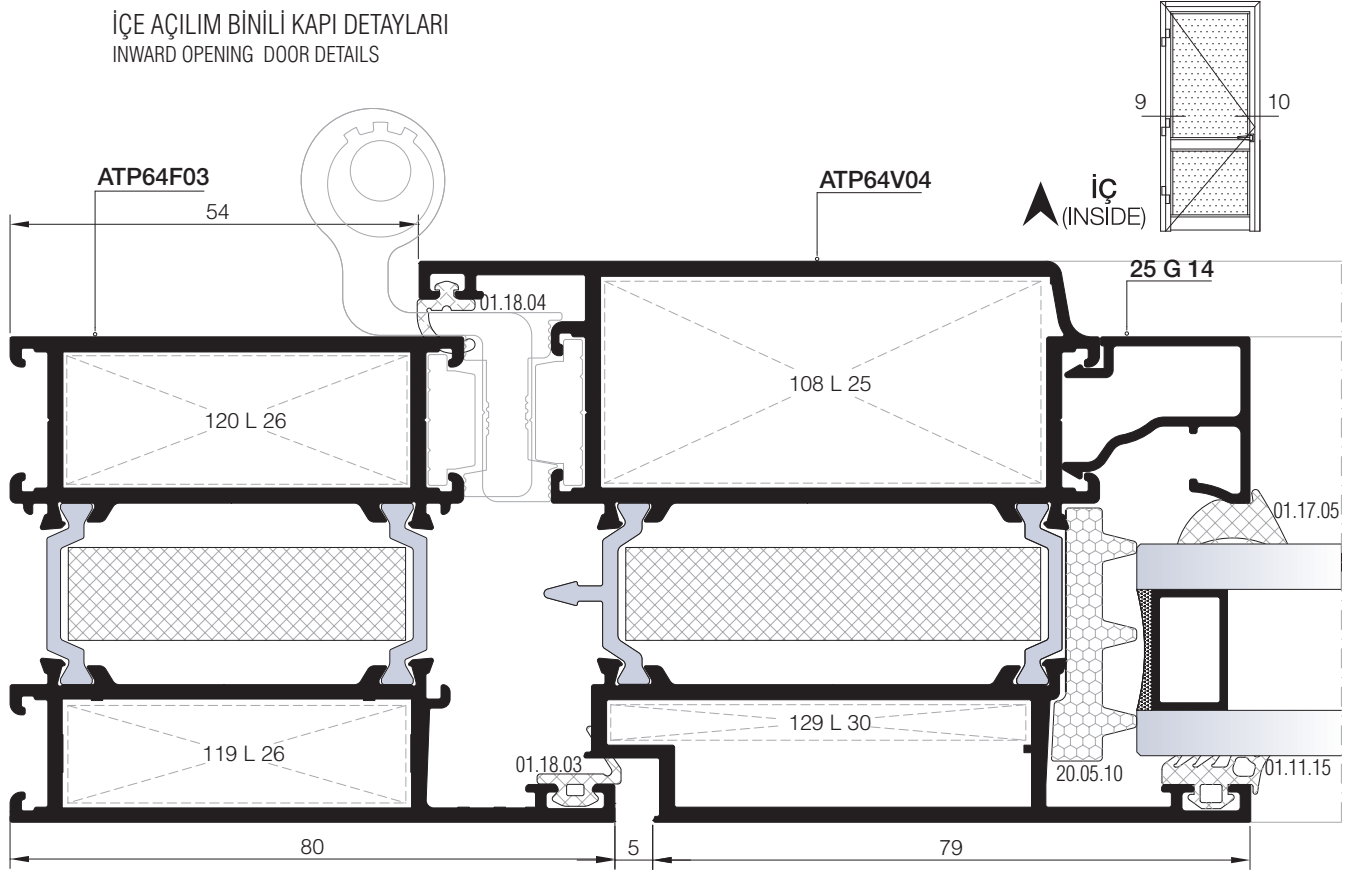 İÇE AÇILIM BİNİLİ KAPI DETAYLARI
INWARD OPENING DOOR DETAILS
9
10
ATP64F03
ATP64V04
İÇ
(INSİDE)
54
25 G 14
01.18.04
108 L 25
120 L 26
01.17.05
129 L 30
119 L 26
01.18.03
20.05.10
01.11.15
80
5
79